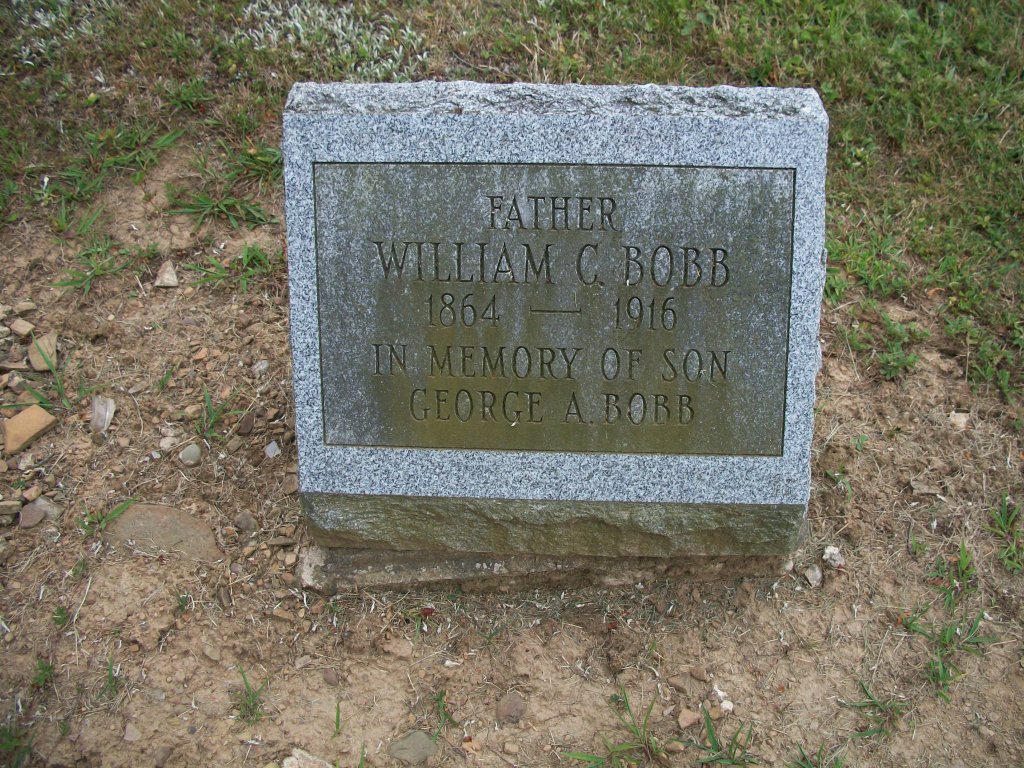 FATHER
WILLIAM C. BOBB
1864 — 1916
IN MEMORY OF SON
GEORGE A. BOBB